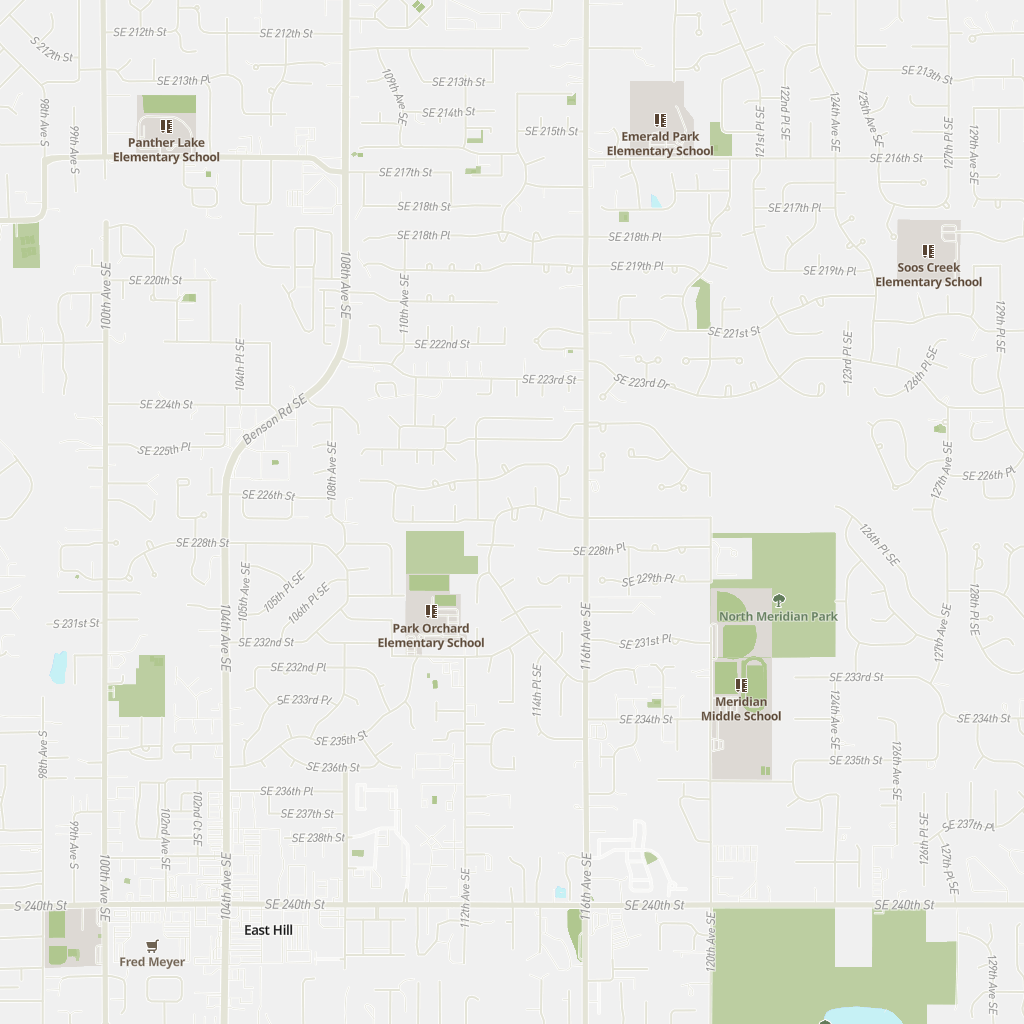 SE 212th St
SE 212th St
S 212th St
SE 213th Pl
109th Ave SE
SE 213th St
SE 213th St
98th Ave S
99th Ave S
SE 214th St
122nd Pl SE
124th Ave SE
125th Ave SE
121st Pl SE
127th Pl SE
129th Ave SE
SE 215th St
Panther Lake
Elementary School
Emerald Park
Elementary School
SE 216th St
SE 217th St
SE 218th St
SE 217th Pl
SE 218th Pl
SE 218th Pl
SE 219th Pl
SE 219th Pl
Soos Creek
Elementary School
100th Ave SE
SE 220th St
108th Ave SE
110th Ave SE
129th Pl SE
SE 221st St
SE 222nd St
104th Pl SE
123rd Pl SE
126th Pl SE
SE 223rd St
SE 223rd Dr
SE 224th St
Benson Rd SE
SE 225th Pl
108th Ave SE
127th Ave SE
SE 226th Pl
SE 226th St
SE 228th St
SE 228th Pl
126th Pl SE
105th Ave SE
105th Pl SE
106th Pl SE
SE 229th Pl
128th Pl SE
North Meridian Park
S 231st St
104th Ave SE
116th Ave SE
Park Orchard
Elementary School
SE 231st Pl
127th Ave SE
SE 232nd St
SE 232nd Pl
114th Pl SE
SE 233rd St
SE 233rd Pl
Meridian
Middle School
SE 234th St
124th Ave SE
SE 234th St
98th Ave S
SE 235th St
SE 235th St
126th Ave SE
SE 236th St
SE 236th Pl
99th Ave S
102nd Ave SE
102nd Ct SE
SE 237th St
SE 237th Pl
SE 238th St
126th Pl SE
127th Pl SE
100th Ave SE
104th Ave SE
112th Ave SE
116th Ave SE
S 240th St
SE 240th St
SE 240th St
SE 240th St
East Hill
120th Ave SE
Fred Meyer
129th Ave SE